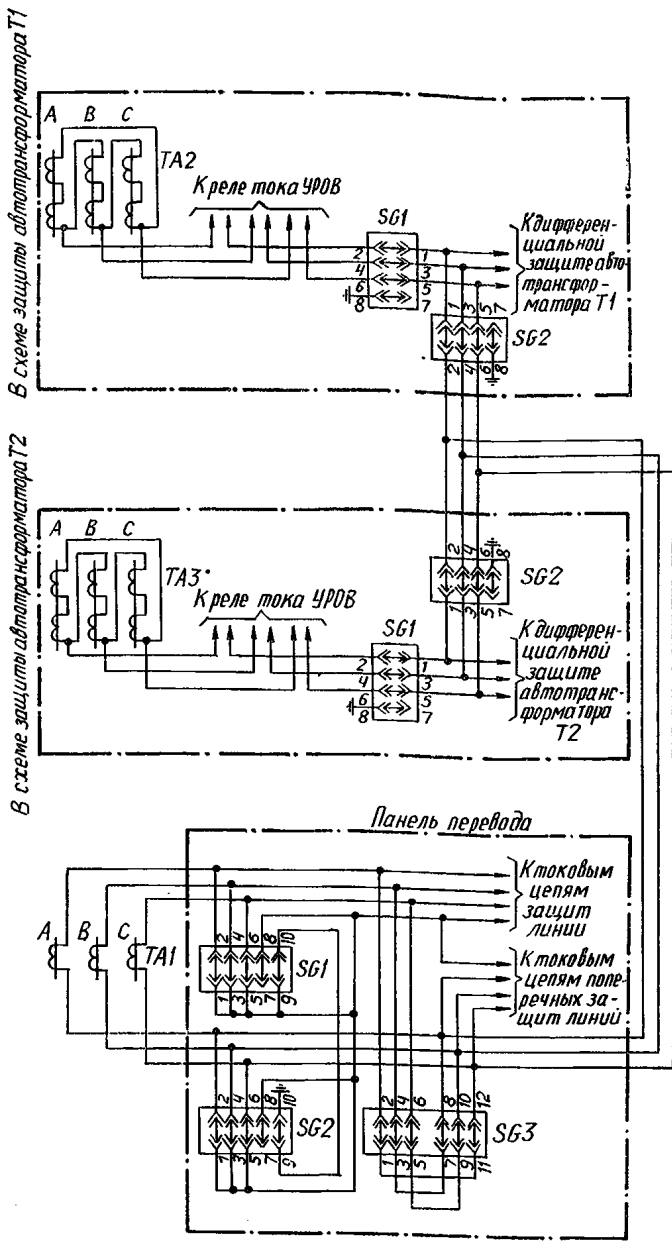 В схеме защиты автотрансформатора Т1
A B C
TA2
К реле тока УРОВ
SG1
2 1
4 3
6 5
8 7
К дифферен-
циальной
защите авто-
трансфор-
матора Т1
1 3 5 7
SG2
2 4 6 8
В схеме защиты автотрансформатора Т2
A B C
TA3
К реле тока УРОВ
2 4 6 8
SG2
1 3 5 7
SG1
2 1
4 3
6 5
8 7
К дифферен-
циальной
защите
автотранс-
форматора
Т2
Панель перевода
A B C
TA1
2 4 6 8 10
SG1
1 3 5 7 9
К токовым
цепям
защит
линии
К токовым
цепям попе-
речных за-
щит линий
2 4 6 8 10
SG2
1 3 5 7 9
2 4 6 8 10 12
SG3
1 3 5 7 9 11